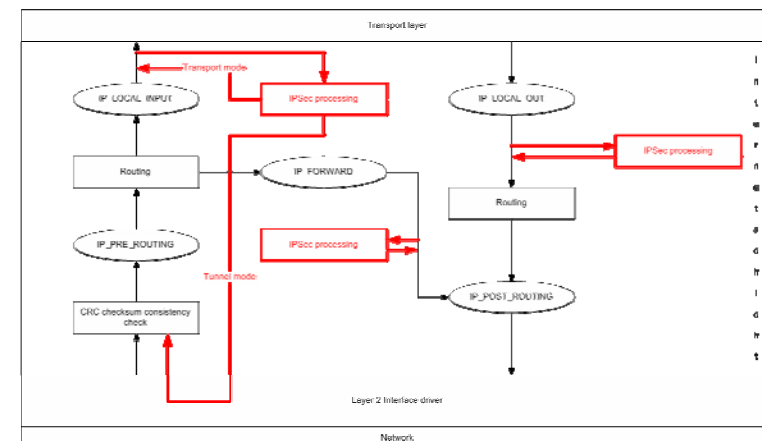 Transport layer
Transport mode
IP_LOCAL_INPUT
IPSec processing
IP_LOCAL_OUT
IPSec processing
Routing
IP_FORWARD
Routing
IP_PRE_ROUTING
IPSec processing
Tunnel mode
IP_POST_ROUTING
CRC checksum consistency
check
Layer 2 Interface driver
Network